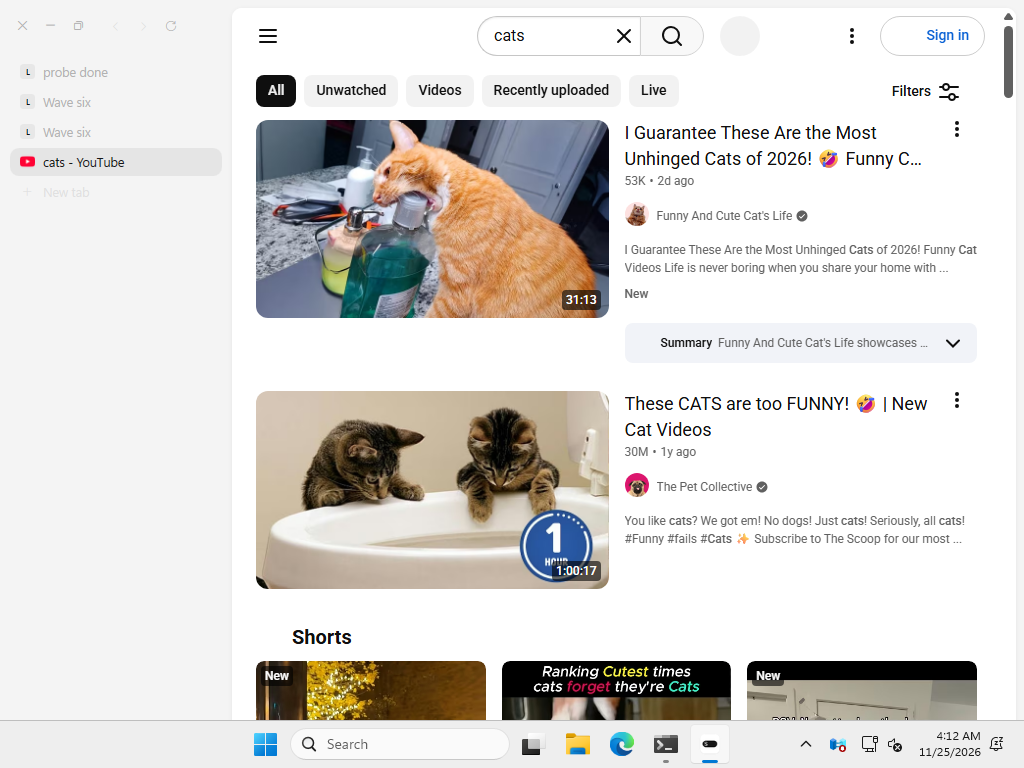 cats
Sign in
L probe done
L Wave six
L Wave six
cats - YouTube
New tab
All
Unwatched
Videos
Recently uploaded
Live
Filters
I Guarantee These Are the Most
Unhinged Cats of 2026! 🤣 Funny C...
53K • 2d ago
Funny And Cute Cat's Life
I Guarantee These Are the Most Unhinged Cats of 2026! Funny Cat
Videos Life is never boring when you share your home with ...
New
31:13
Summary Funny And Cute Cat's Life showcases ...
These CATS are too FUNNY! 🤣 | New
Cat Videos
30M • 1y ago
The Pet Collective
You like cats? We got em! No dogs! Just cats! Seriously, all cats!
#Funny #fails #Cats ✨ Subscribe to The Scoop for our most ...
1
HOUR
1:00:17
Shorts
New
Ranking Cutest times
cats forget they're Cats
New
Search
4:12 AM
11/25/2026